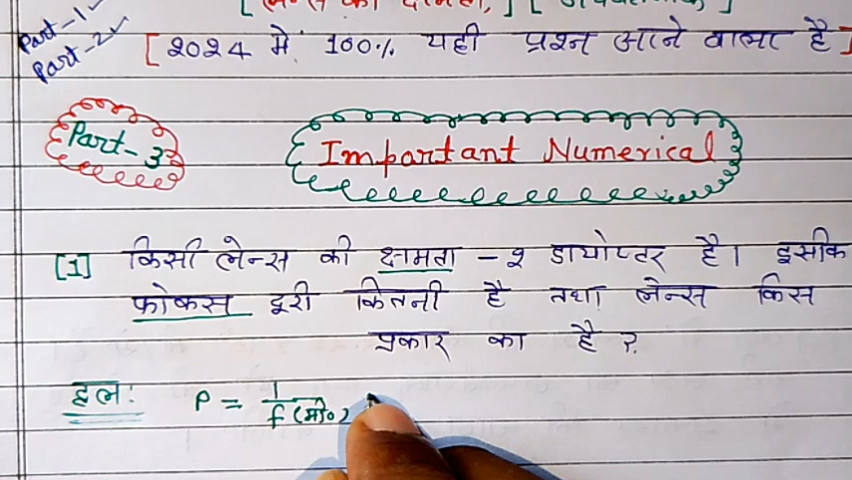 [लेन्स की क्षमता,] [
Part-1
Part-2
[2024 में 100% यही प्रश्न आने वाला है]
Part-3
Important Numerical
[1] किसी लेन्स की क्षमता -2 डायोप्टर है। इसकि
फोकस दूरी कितनी है तथा लेन्स किस
प्रकार का है ?
हल: P = 1/f(मी०)